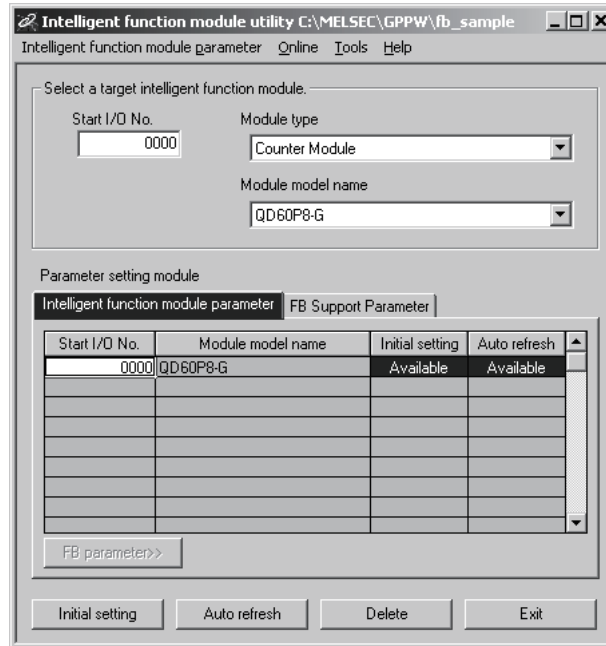 Intelligent function module utility C:\MELSEC\GPPW\fb_sample
Intelligent function module parameter Online Tools Help
Select a target intelligent function module.
Start I/O No. Module type
0000 Counter Module
Module model name
QD60P8-G
Parameter setting module
Intelligent function module parameter FB Support Parameter
Start I/O No. Module model name Initial setting Auto refresh
0000 QD60P8-G Available Available
FB parameter>>
Initial setting Auto refresh Delete Exit